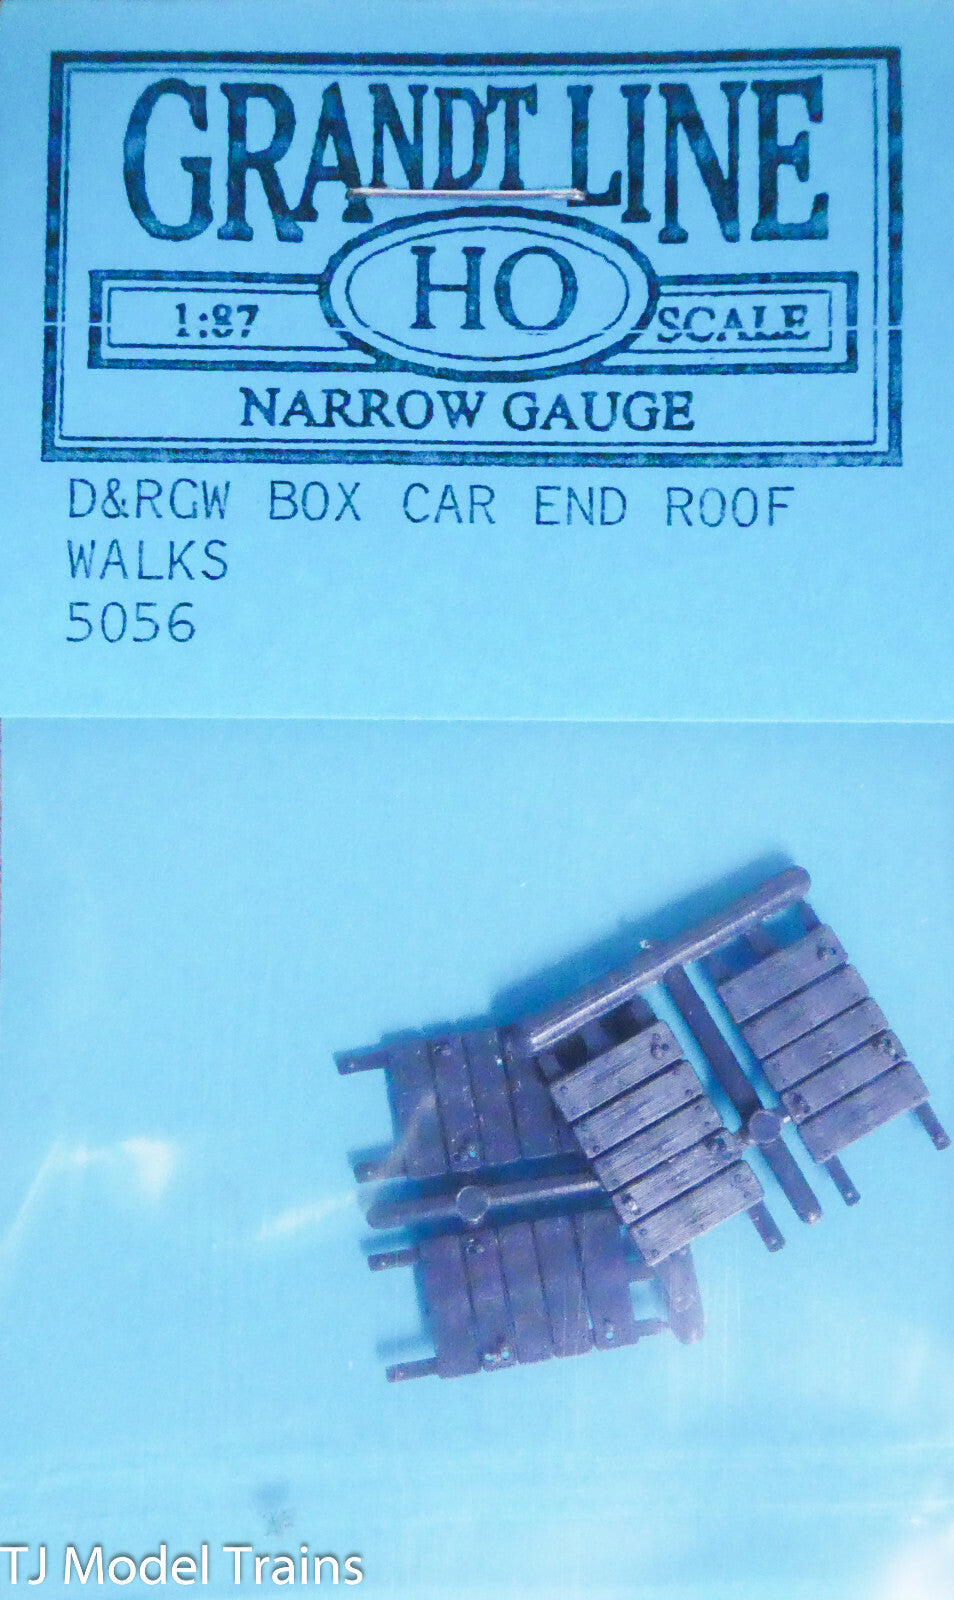 GRANDT LINE
HO
1:87 SCALE
NARROW GAUGE
D&RGW BOX CAR END ROOF
WALKS
5056
TJ Model Trains